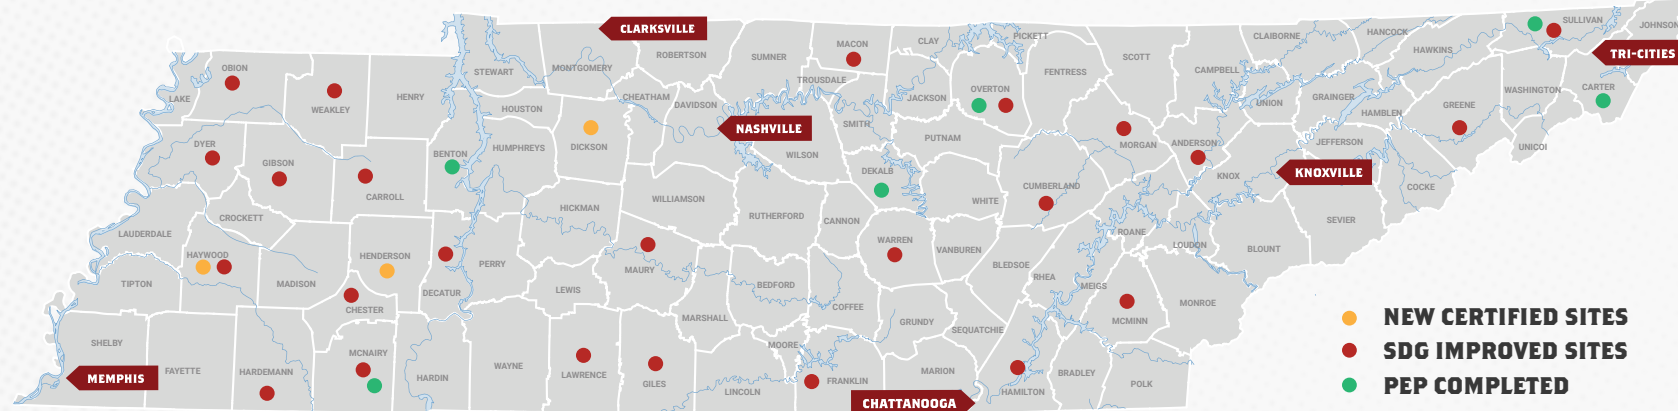 CLARKSVILLE
SULLIVAN
JOHNSON
CLAIBORNE
HANCOCK
PICKETT
CLAY
MACON
HAWKINS
TRI-CITIES
ROBERTSON
SUMNER
SCOTT
OBION
MONTGOMERY
STEWART
FENTRESS
CAMPBELL
TROUSDALE
CARTER
OVERTON
WASHINGTON
LAKE
HENRY
CHEATHAM
GRAINGER
JACKSON
DAVIDSON
UNION
GREENE
WEAKLEY
HOUSTON
HAMBLEN
SMITH
NASHVILLE
PUTNAM
DYER
DICKSON
HUMPHREYS
MORGAN
ANDERSON
JEFFERSON
UNICOI
BENTON
WILSON
GIBSON
DEKALB
KNOXVILLE
KNOX
CUMBERLAND
COCKE
CARROLL
WILLIAMSON
WHITE
HICKMAN
CROCKETT
RUTHERFORD
CANNON
SEVIER
LAUDERDALE
ROANE
WARREN
LOUDON
VANBUREN
BLOUNT
HAYWOOD
HENDERSON
PERRY
BLEDSOE
MAURY
RHEA
TIPTON
MADISON
BEDFORD
MEIGS
LEWIS
DECATUR
MONROE
COFFEE
CHESTER
NEW CERTIFIED SITES
MARSHALL
GRUNDY
MCMINN
SEQUATCHIE
SHELBY
MOORE
SDG IMPROVED SITES
MCNAIRY
WAYNE
FAYETTE
HARDEMANN
MARION
BRADLEY
LAWRENCE
MEMPHIS
HARDIN
GILES
FRANKLIN
POLK
PEP COMPLETED
LINCOLN
HAMILTON
CHATTANOOGA